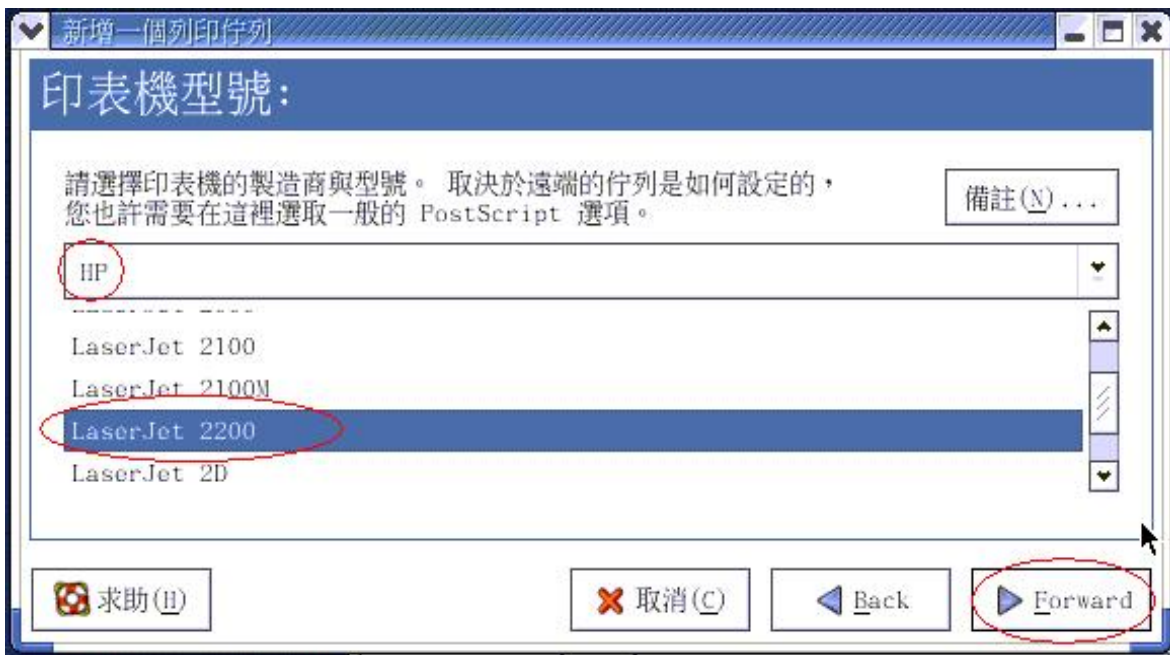 新增一個列印佇列
印表機型號:
請選擇印表機的製造商與型號。 取決於遠端的佇列是如何設定的,
您也許需要在這裡選取一般的 PostScript 選項。
備註(N)...
HP
LaserJet 2100
LaserJet 2100M
LaserJet 2200
LaserJet 2D
求助(H)
取消(C)
Back
Forward